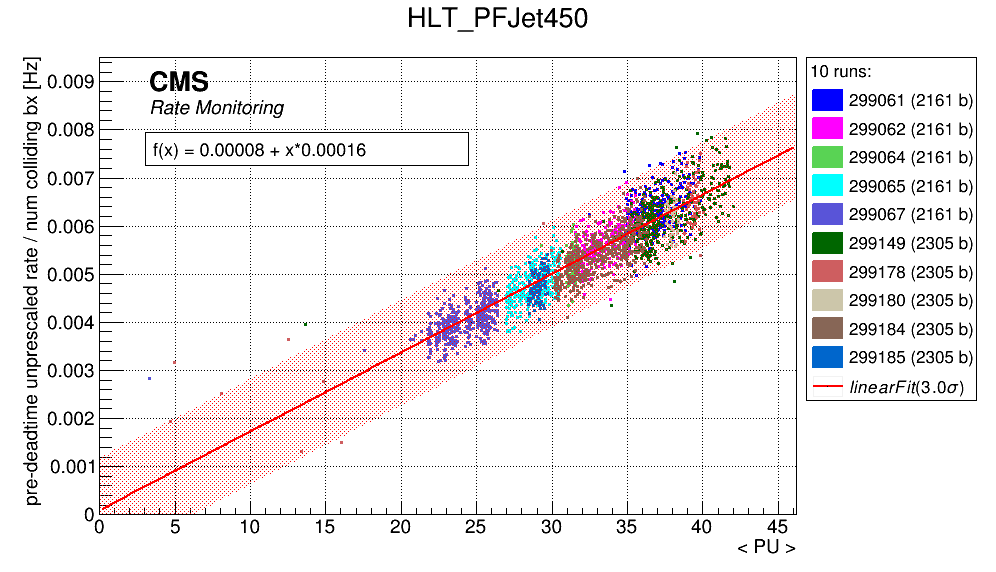 HLT_PFJet450
pre-deadtime unprescaled rate / num colliding bx [Hz]
0.009
0.008
0.007
0.006
0.005
0.004
0.003
0.002
0.001
0
CMS
Rate Monitoring
f(x) = 0.00008 + x*0.00016
0 5 10 15 20 25 30 35 40 45
< PU >
10 runs:
299061 (2161 b)
299062 (2161 b)
299064 (2161 b)
299065 (2161 b)
299067 (2161 b)
299149 (2305 b)
299178 (2305 b)
299180 (2305 b)
299184 (2305 b)
299185 (2305 b)
linearFit(3.0σ)